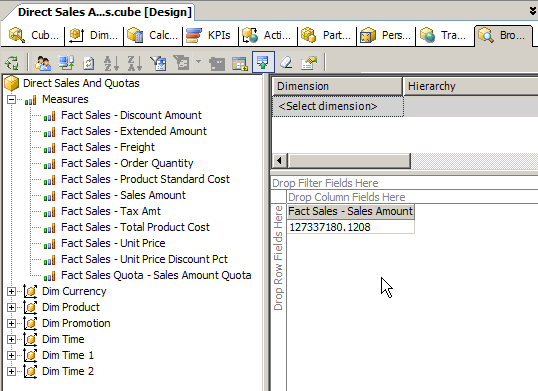 Direct Sales A...s.cube [Design]
Cub... Dim... Calc... KPIs Acti... Part... Pers... Tra... Bro...
Direct Sales And Quotas
Measures
Fact Sales - Discount Amount
Fact Sales - Extended Amount
Fact Sales - Freight
Fact Sales - Order Quantity
Fact Sales - Product Standard Cost
Fact Sales - Sales Amount
Fact Sales - Tax Amt
Fact Sales - Total Product Cost
Fact Sales - Unit Price
Fact Sales - Unit Price Discount Pct
Fact Sales Quota - Sales Amount Quota
Dim Currency
Dim Product
Dim Promotion
Dim Time
Dim Time 1
Dim Time 2
Dimension Hierarchy
<Select dimension>
Drop Filter Fields Here
Drop Column Fields Here
Drop Row Fields Here
Fact Sales - Sales Amount
127337180.1208